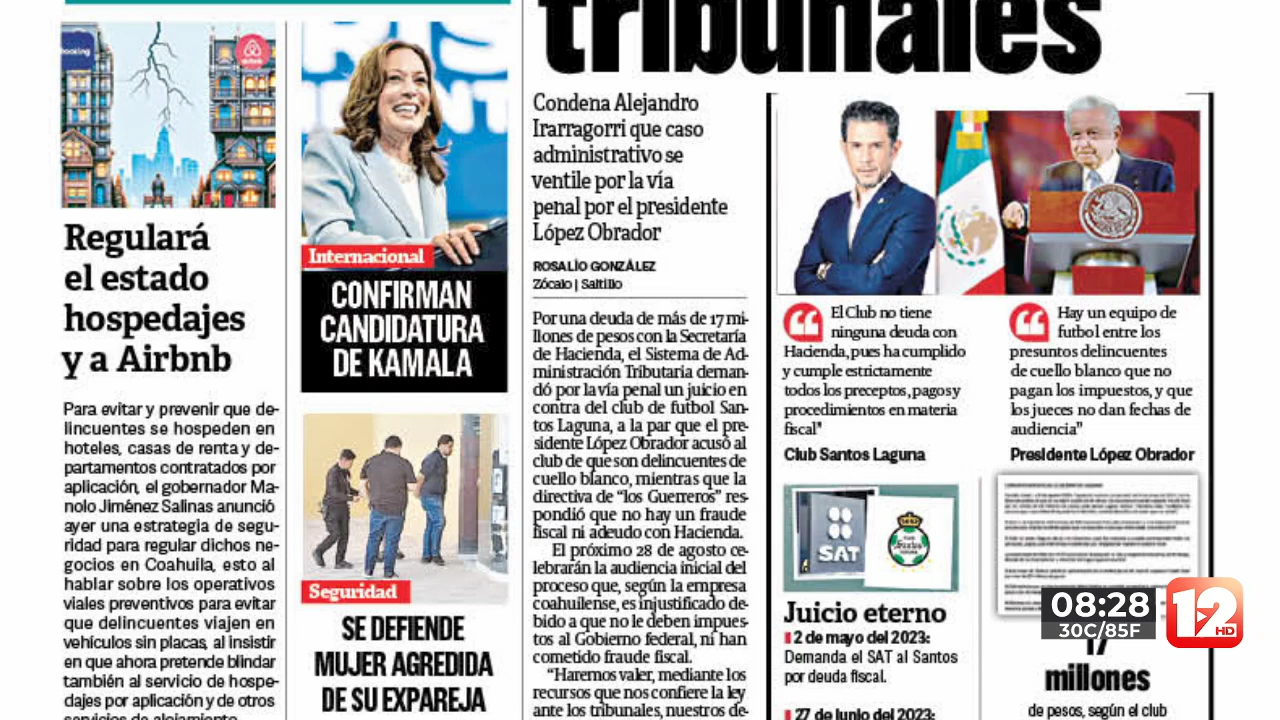 tribunales
booking
airbnb
Regulará
el estado
hospedajes
y a Airbnb
Para evitar y prevenir que de-
lincuentes se hospeden en
hoteles, casas de renta y de-
partamentos contratados por
aplicación, el gobernador Ma-
nolo Jiménez Salinas anunció
ayer una estrategia de segu-
ridad para regular dichos ne-
gocios en Coahuila, esto al
hablar sobre los operativos
viales preventivos para evitar
que delincuentes viajen en
vehículos sin placas, al insistir
en que ahora pretende blindar
también al servicio de hospe-
dajes por aplicación y de otros
servicios de alojamiento.
Internacional
CONFIRMAN
CANDIDATURA
DE KAMALA
Seguridad
SE DEFIENDE
MUJER AGREDIDA
DE SU EXPAREJA
Condena Alejandro
Irarragorri que caso
administrativo se
ventile por la vía
penal por el presidente
López Obrador
ROSALÍO GONZÁLEZ
Zócalo | Saltillo
Por una deuda de más de 17 mi-
llones de pesos con la Secretaría
de Hacienda, el Sistema de Ad-
ministración Tributaria deman-
dó por la vía penal un juicio en
contra del club de futbol San-
tos Laguna, a la par que el pre-
sidente López Obrador acusó al
club de que son delincuentes de
cuello blanco, mientras que la
directiva de “los Guerreros” res-
pondió que no hay un fraude
fiscal ni adeudo con Hacienda.
El próximo 28 de agosto ce-
lebrarán la audiencia inicial del
proceso que, según la empresa
coahuilense, es injustificado de-
bido a que no le deben impues-
tos al Gobierno federal, ni han
cometido fraude fiscal.
“Haremos valer, mediante los
recursos que nos confiere la ley
ante los tribunales, nuestros de-
El Club no tiene
ninguna deuda con
Hacienda, pues ha cumplido
y cumple estrictamente
todos los preceptos, pagos y
procedimientos en materia
fiscal”
Club Santos Laguna
Hay un equipo de
futbol entre los
presuntos delincuentes
de cuello blanco que no
pagan los impuestos, y que
los jueces no dan fechas de
audiencia”
Presidente López Obrador
SAT
Santos
Juicio eterno
2 de mayo del 2023:
Demanda el SAT al Santos
por deuda fiscal.
27 de junio del 2023:
17
millones
de pesos, según el club
08:28
30C/85F
12
HD